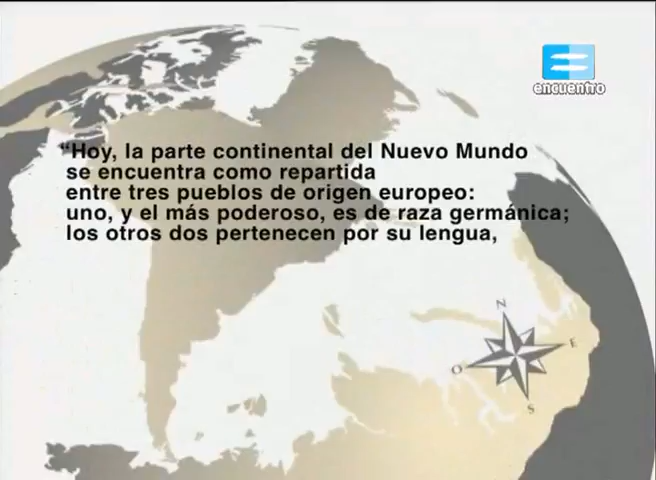 encuentro
“Hoy, la parte continental del Nuevo Mundo
se encuentra como repartida
entre tres pueblos de origen europeo:
uno, y el más poderoso, es de raza germánica;
los otros dos pertenecen por su lengua,
N
E
O
S